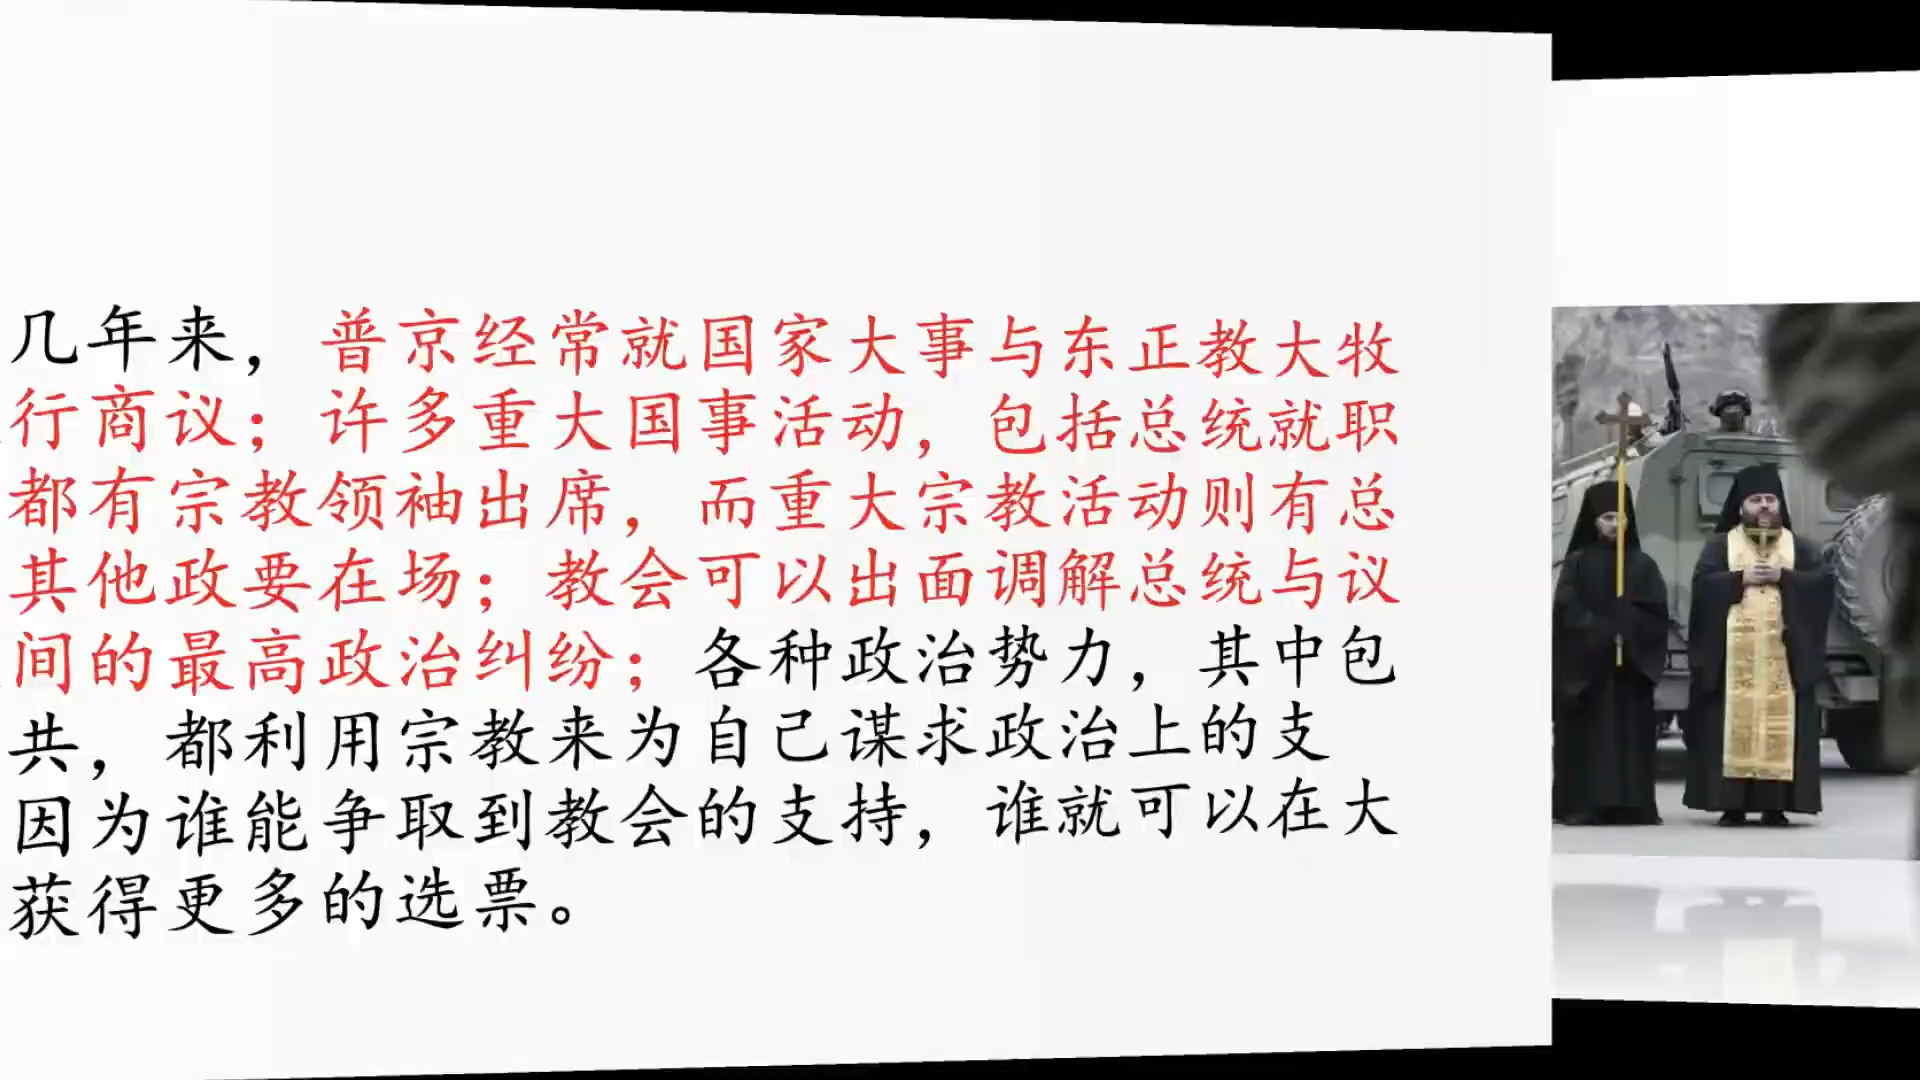 几年来，普京经常就国家大事与东正教大牧
行商议；许多重大国事活动，包括总统就职
都有宗教领袖出席，而重大宗教活动则有总
其他政要在场；教会可以出面调解总统与议
间的最高政治纠纷；各种政治势力，其中包
共，都利用宗教来为自己谋求政治上的支
因为谁能争取到教会的支持，谁就可以在大
获得更多的选票。